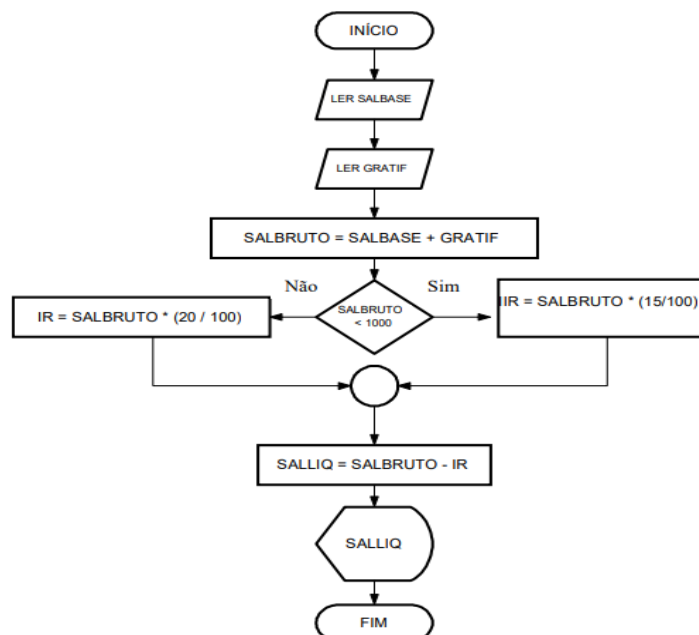 INÍCIO
LER SALBASE
LER GRATIF
SALBRUTO = SALBASE + GRATIF
Não
Sim
SALBRUTO
< 1000
IR = SALBRUTO * (20 / 100)
IIR = SALBRUTO * (15/100)
SALLIQ = SALBRUTO - IR
SALLIQ
FIM